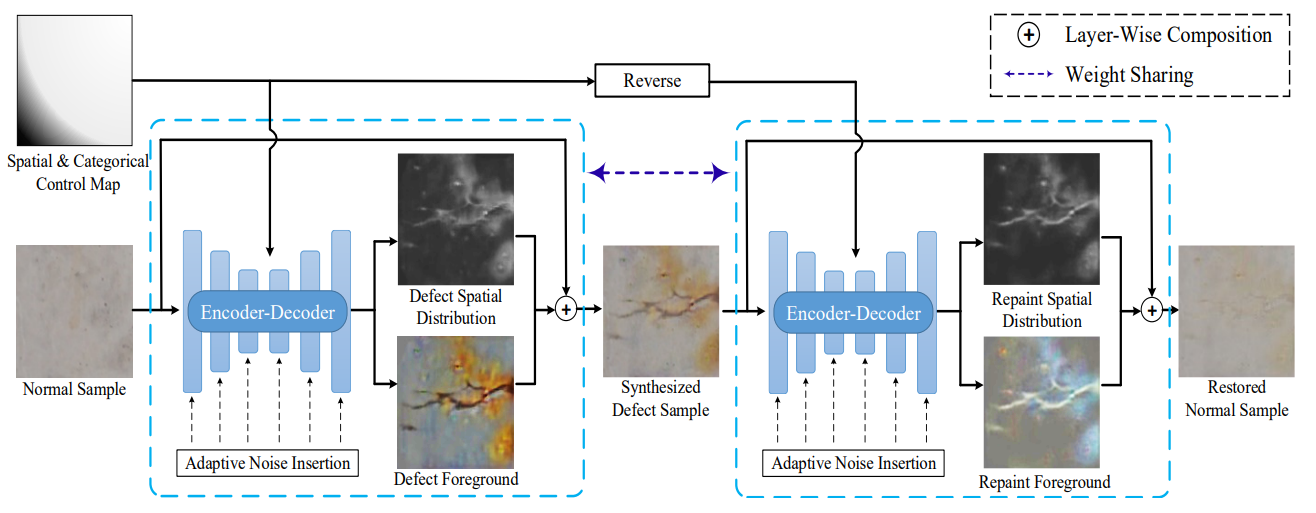 Layer-Wise Composition
Weight Sharing
Reverse
Spatial & Categorical
Control Map
Normal Sample
Encoder-Decoder
Adaptive Noise Insertion
Defect Spatial
Distribution
Defect Foreground
+
Synthesized
Defect Sample
Encoder-Decoder
Adaptive Noise Insertion
Repaint Spatial
Distribution
Repaint Foreground
+
Restored
Normal Sample
+